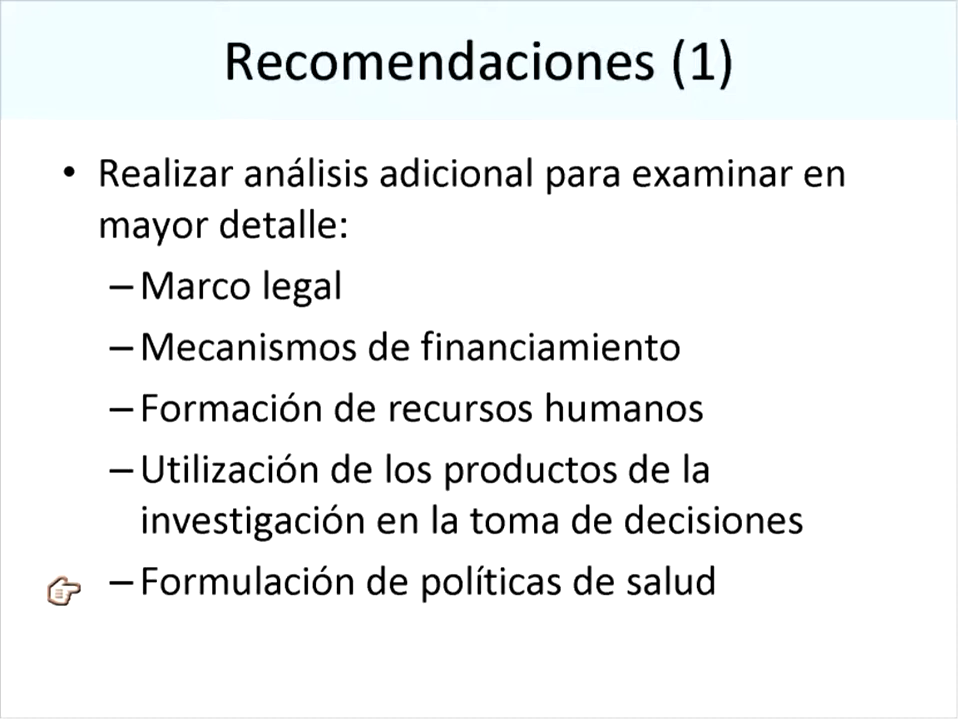 Recomendaciones (1)
• Realizar análisis adicional para examinar en
mayor detalle:
– Marco legal
– Mecanismos de financiamiento
– Formación de recursos humanos
– Utilización de los productos de la
investigación en la toma de decisiones
– Formulación de políticas de salud